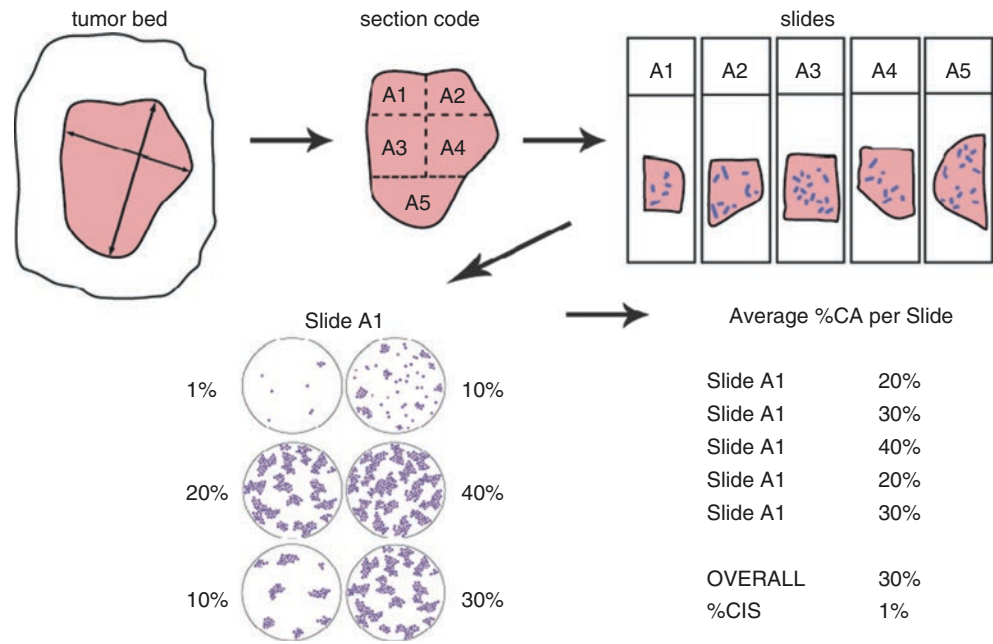 tumor bed
section code
slides
A1 A2
A3 A4
A5
A1 A2 A3 A4 A5
Slide A1
1% 10%
20% 40%
10% 30%
Average %CA per Slide
Slide A1 20%
Slide A1 30%
Slide A1 40%
Slide A1 20%
Slide A1 30%
OVERALL 30%
%CIS 1%